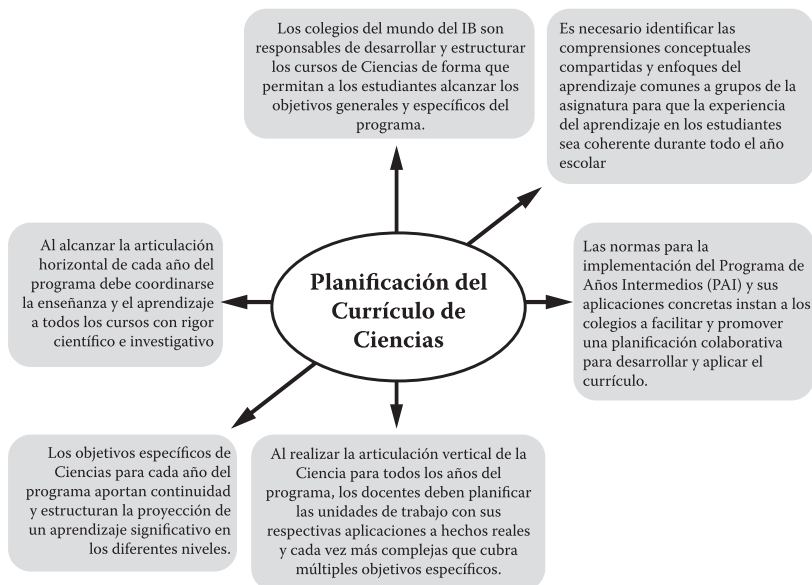 Los colegios del mundo del IB son
responsables de desarrollar y estructurar
los cursos de Ciencias de forma que
permitan a los estudiantes alcanzar los
objetivos generales y específicos del
programa.
Es necesario identificar las
comprensiones conceptuales
compartidas y enfoques del
aprendizaje comunes a grupos de la
asignatura para que la experiencia
del aprendizaje en los estudiantes
sea coherente durante todo el año
escolar
Al alcanzar la articulación
horizontal de cada año del
programa debe coordinarse
la enseñanza y el aprendizaje
a todos los cursos con rigor
científico e investigativo
Planificación del
Currículo de
Ciencias
Las normas para la
implementación del Programa de
Años Intermedios (PAI) y sus
aplicaciones concretas instan a los
colegios a facilitar y promover
una planificación colaborativa
para desarrollar y aplicar el
currículo.
Los objetivos específicos de
Ciencias para cada año del
programa aportan continuidad
y estructuran la proyección de
un aprendizaje significativo en
los diferentes niveles.
Al realizar la articulación vertical de la
Ciencia para todos los años del
programa, los docentes deben planificar
las unidades de trabajo con sus
respectivas aplicaciones a hechos reales
y cada vez más complejas que cubra
múltiples objetivos específicos.